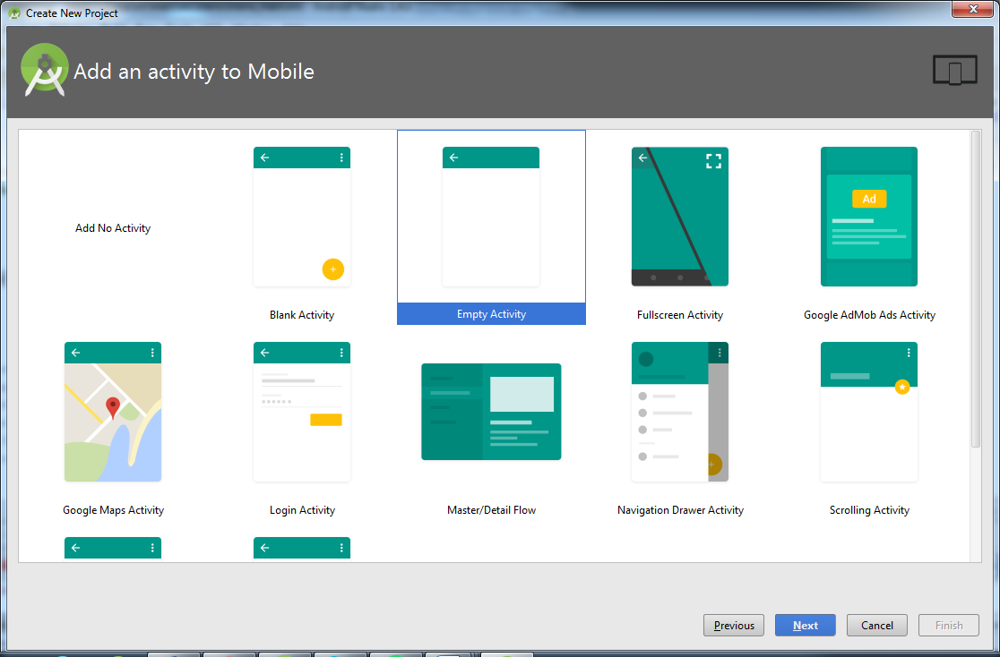 Create New Project
Add an activity to Mobile
Add No Activity
Blank Activity
Empty Activity
Fullscreen Activity
Ad
Google AdMob Ads Activity
Google Maps Activity
Login Activity
Master/Detail Flow
Navigation Drawer Activity
Scrolling Activity
Previous
Next
Cancel
Finish